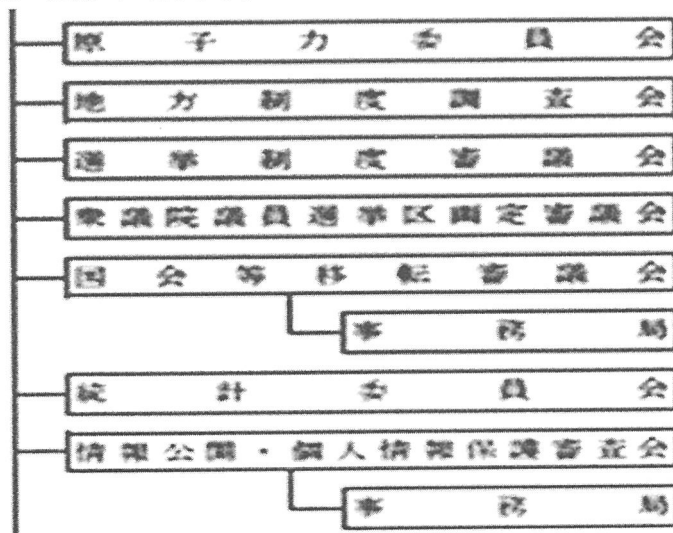 原子力委員会
地方制度調査会
選挙制度審議会
衆議院議員選挙区画定審議会
国会等移転審議会
事務局
統計委員会
情報公開・個人情報保護審査会
事務局